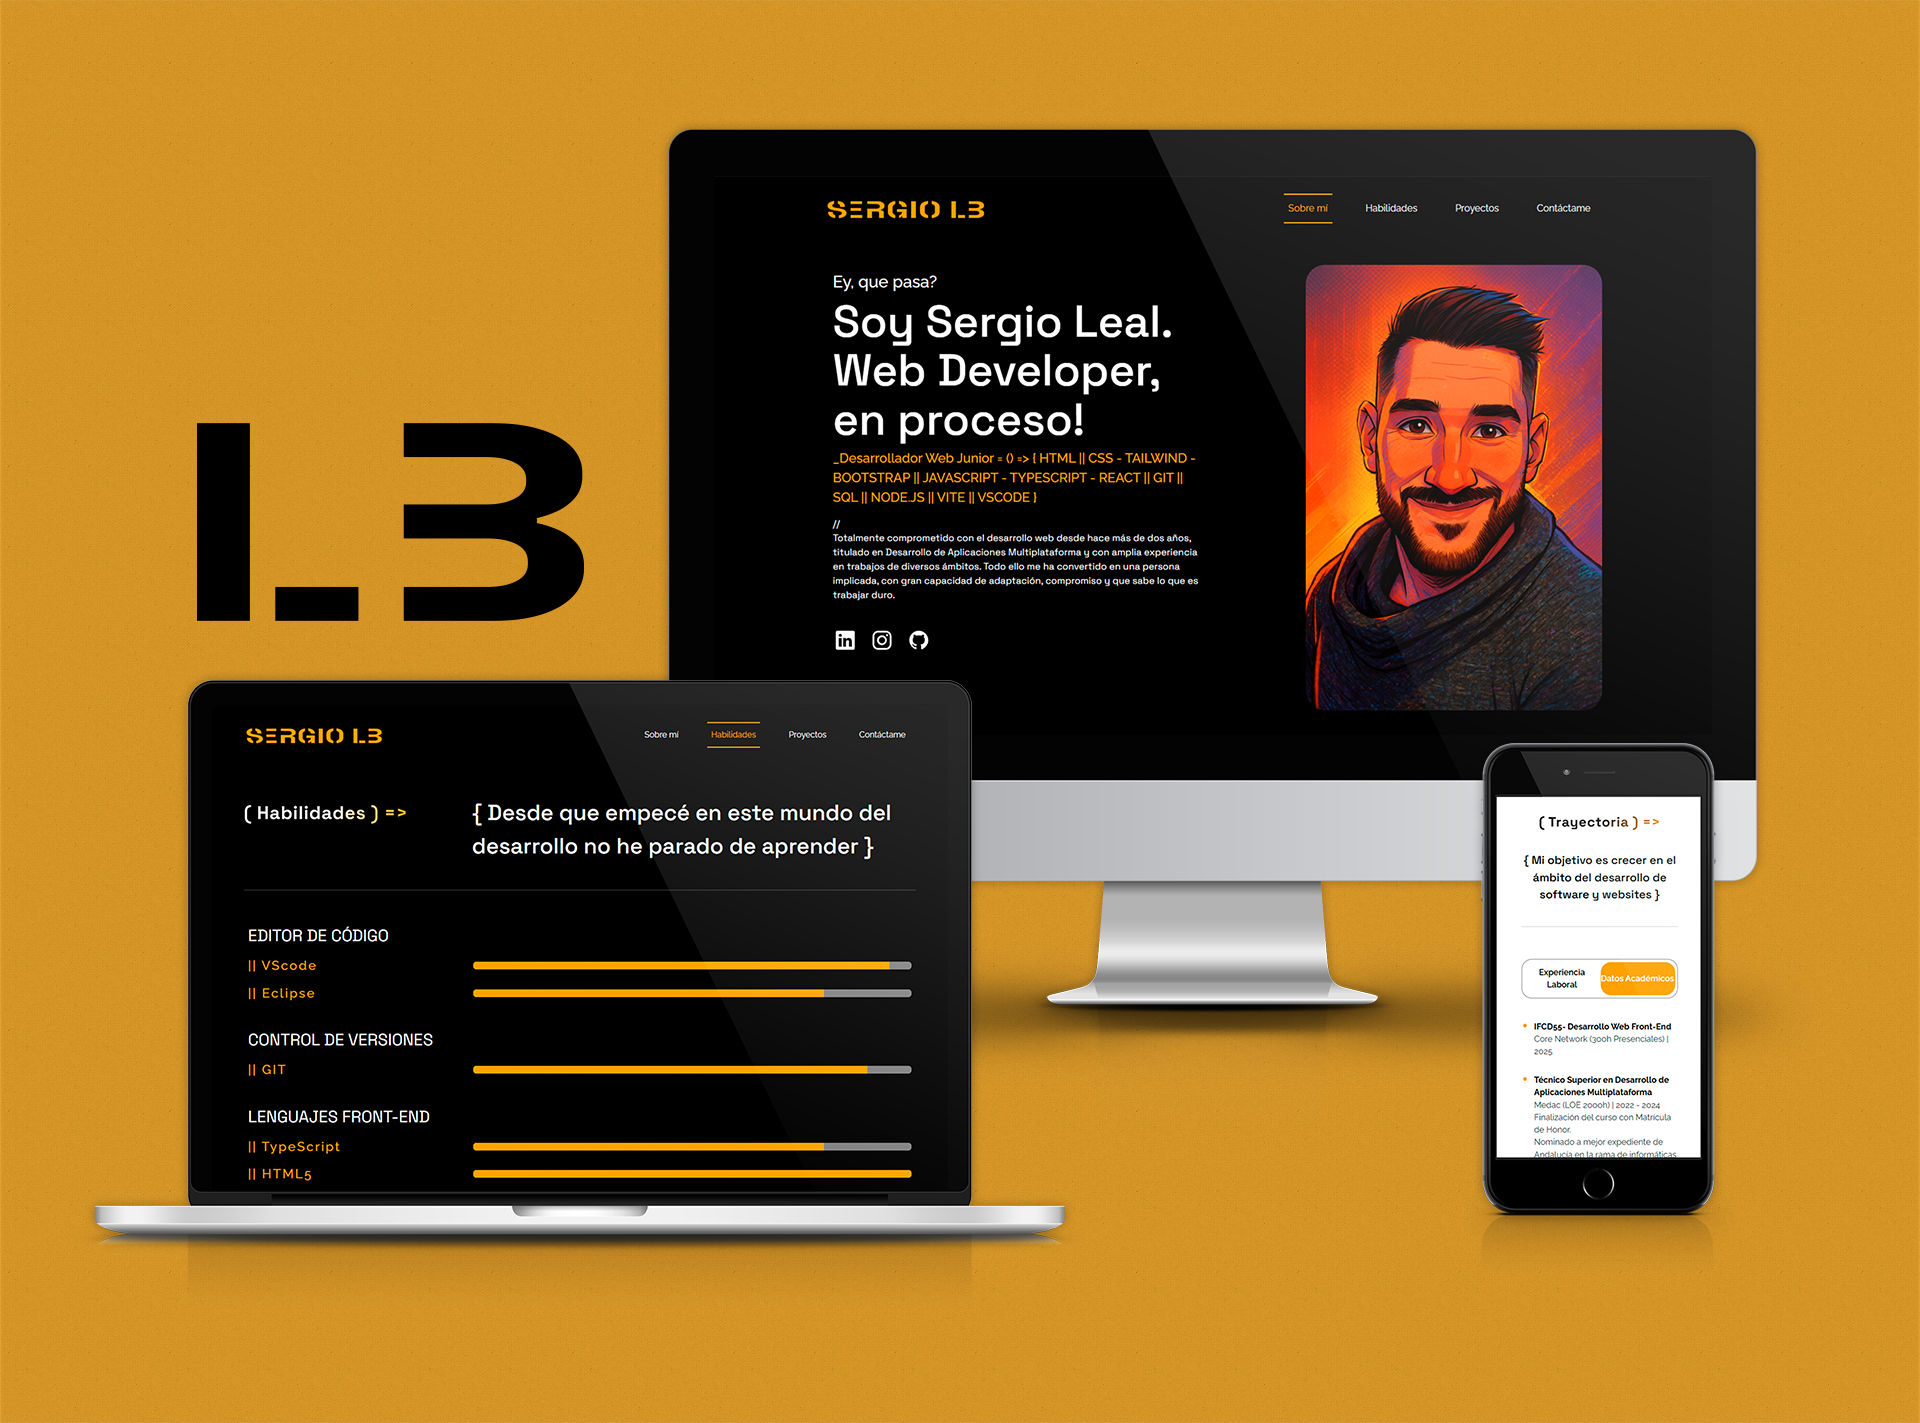 SERGIO LB
Sobre mí
Habilidades
Proyectos
Contáctame
Ey, que pasa?
Soy Sergio Leal.
Web Developer,
en proceso!
_Desarrollador Web Junior = () => { HTML || CSS - TAILWIND -
BOOTSTRAP || JAVASCRIPT - TYPESCRIPT - REACT || GIT ||
SQL || NODE.JS || VITE || VSCODE }
//
Totalmente comprometido con el desarrollo web desde hace más de dos años,
titulado en Desarrollo de Aplicaciones Multiplataforma y con amplia experiencia
en trabajos de diversos ámbitos. Todo ello me ha convertido en una persona
implicada, con gran capacidad de adaptación, compromiso y que sabe lo que es
trabajar duro.
in
LB
SERGIO LB
Sobre mí
Habilidades
Proyectos
Contáctame
( Habilidades ) =>
{ Desde que empecé en este mundo del
desarrollo no he parado de aprender }
EDITOR DE CÓDIGO
|| VScode
|| Eclipse
CONTROL DE VERSIONES
|| GIT
LENGUAJES FRONT-END
|| TypeScript
|| HTML5
( Trayectoria ) =>
{ Mi objetivo es crecer en el
ámbito del desarollo de
software y websites }
Experiencia
Laboral
Datos Académicos
IFCD55- Desarrollo Web Front-End
Core Network (300h Presenciales) |
2025
Técnico Superior en Desarrollo de
Aplicaciones Multiplataforma
Medac (LOE 2000h) | 2022 - 2024
Finalización del curso con Matrícula
de Honor.
Nominado a mejor expediente de
Andalucía en la rama de informáticas